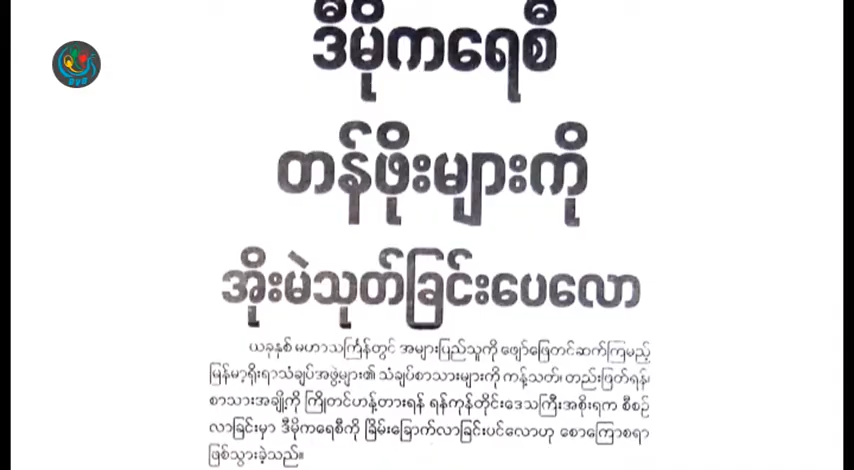 ဒီမိုကရေစီ
တန်ဖိုးများကို
အိုးမဲသုတ်ခြင်းပေလော
ယခုနှစ် မဟာသင်္ကြန်တွင် အများပြည်သူကို ဖျော်ဖြေတင်ဆက်ကြမည့်
မြန်မာ့ရိုးရာသံချပ်အဖွဲ့များ၏ သံချပ်စာသားများကို ကန့်သတ်၊ တည်းဖြတ်ရန်၊
စာသားအချို့ကို ကြိုတင်ဟန့်တားရန် ရန်ကုန်တိုင်းဒေသကြီးအစိုးရက စီစဉ်
လာခြင်းမှာ ဒီမိုကရေစီကို ခြိမ်းခြောက်လာခြင်းပင်လောဟု စောကြောစရာ
ဖြစ်သွားခဲ့သည်။